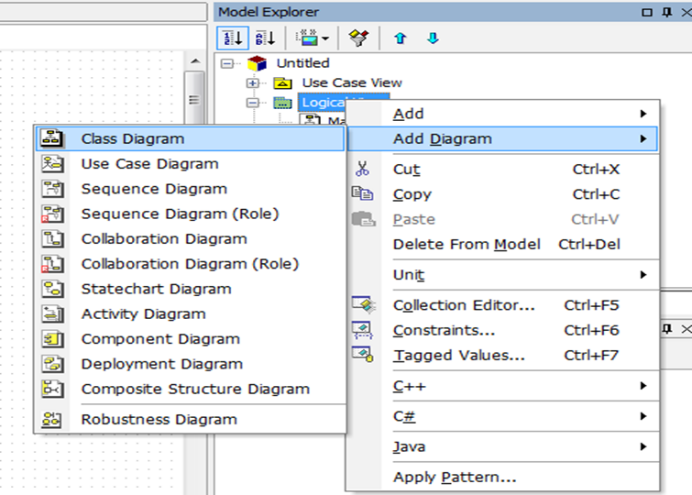 Model Explorer
Untitled
Use Case View
Logical
Ma
Add
Add Diagram
Cut Ctrl+X
Copy Ctrl+C
Paste Ctrl+V
Delete From Model Ctrl+Del
Unit
Collection Editor... Ctrl+F5
Constraints... Ctrl+F6
Tagged Values... Ctrl+F7
C++
C#
Java
Apply Pattern...
Class Diagram
Use Case Diagram
Sequence Diagram
Sequence Diagram (Role)
Collaboration Diagram
Collaboration Diagram (Role)
Statechart Diagram
Activity Diagram
Component Diagram
Deployment Diagram
Composite Structure Diagram
Robustness Diagram